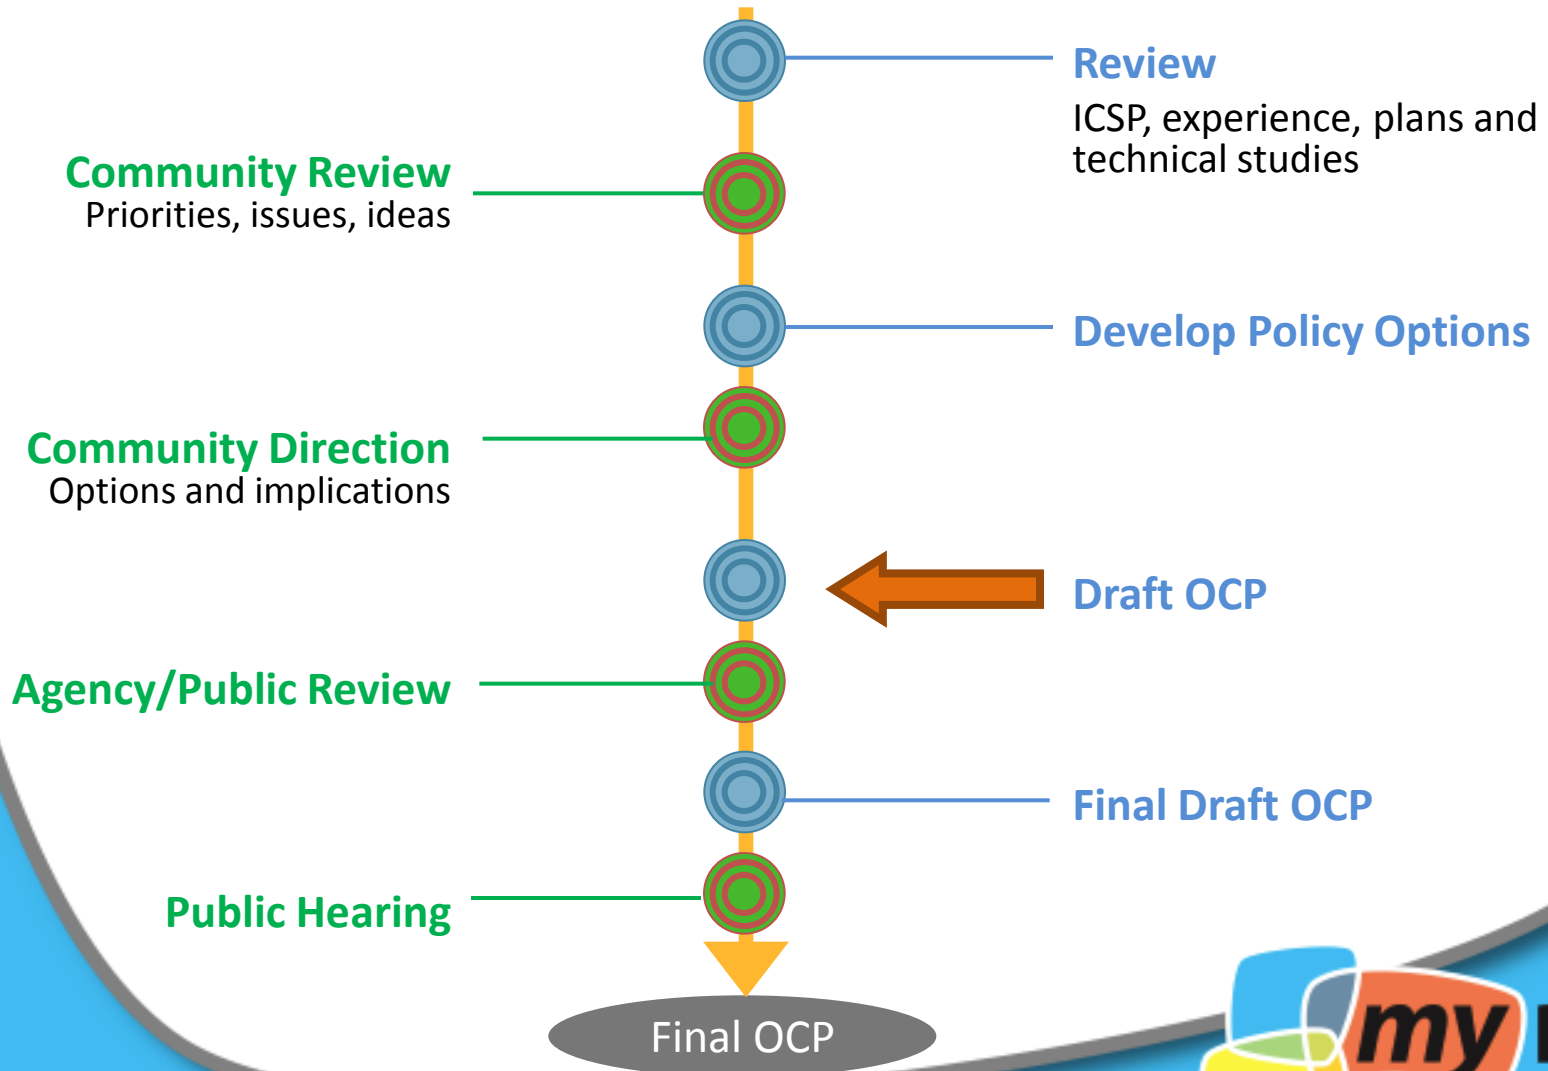 Review
ICSP, experience, plans and
technical studies
Community Review
Priorities, issues, ideas
Develop Policy Options
Community Direction
Options and implications
Draft OCP
Agency/Public Review
Final Draft OCP
Public Hearing
Final OCP
my